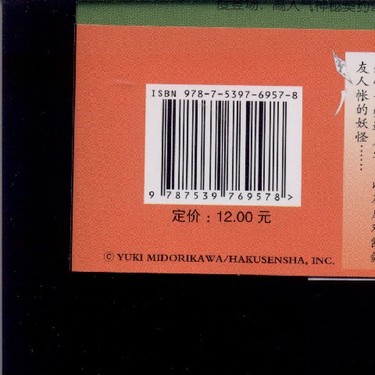 ISBN 978-7-5397-6957-8
9 787539 769578 >
定价：12.00 元
© YUKI MIDORIKAWA/HAKUSENSHA, INC.
友人帐的妖怪……